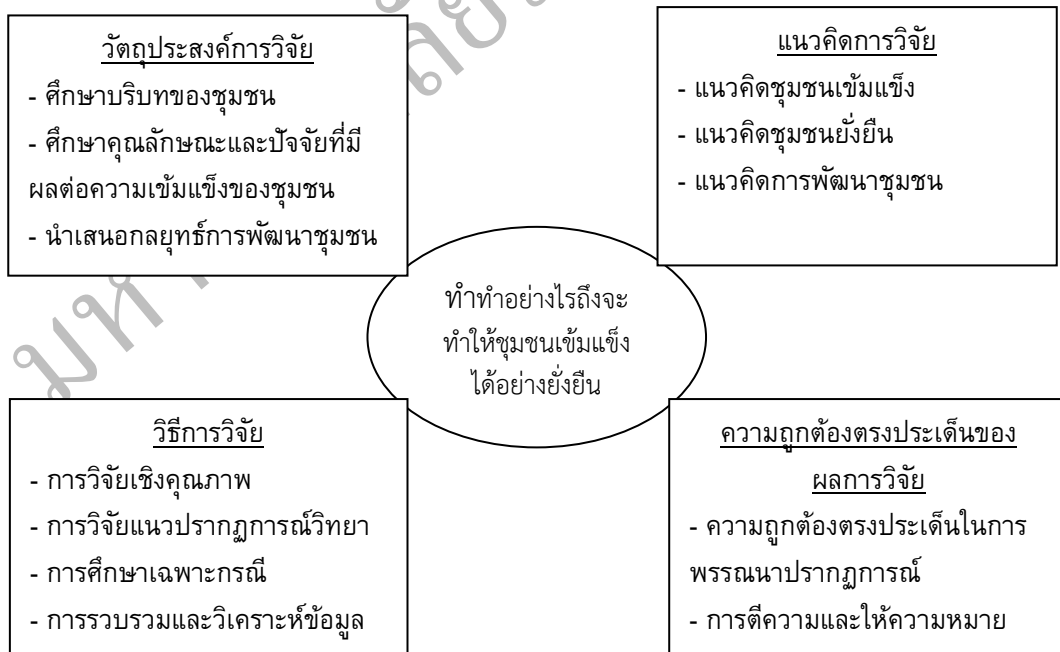 วัตถุประสงค์การวิจัย
- ศึกษาบริบทของชุมชน
- ศึกษาคุณลักษณะและปัจจัยที่มี
ผลต่อความเข้มแข็งของชุมชน
- นำเสนอกลยุทธ์การพัฒนาชุมชน
แนวคิดการวิจัย
- แนวคิดชุมชนเข้มแข็ง
- แนวคิดชุมชนยั่งยืน
- แนวคิดการพัฒนาชุมชน
ทำทำอย่างไรถึงจะ
ทำให้ชุมชนเข้มแข็ง
ได้อย่างยั่งยืน
วิธีการวิจัย
- การวิจัยเชิงคุณภาพ
- การวิจัยแนวปรากฏการณ์วิทยา
- การศึกษาเฉพาะกรณี
- การรวบรวมและวิเคราะห์ข้อมูล
ความถูกต้องตรงประเด็นของ
ผลการวิจัย
- ความถูกต้องตรงประเด็นในการ
พรรณนาปรากฏการณ์
- การตีความและให้ความหมาย